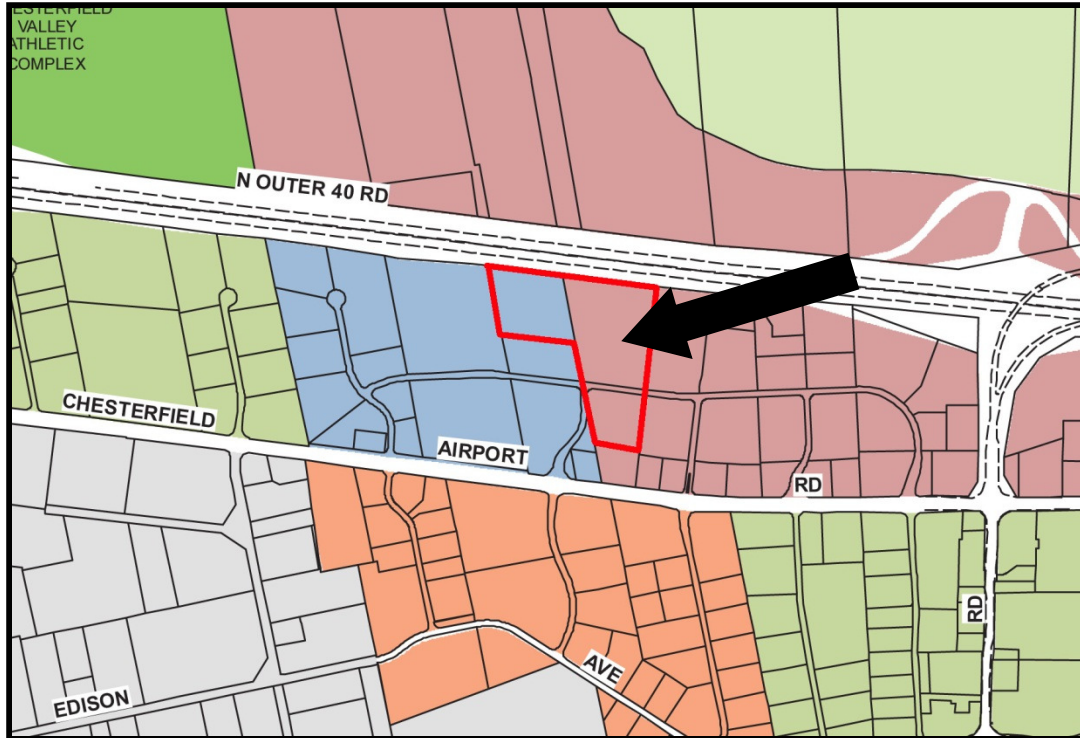 VALLEY
ATHLETIC
COMPLEX
N OUTER 40 RD
CHESTERFIELD
AIRPORT
RD
RD
AVE
EDISON